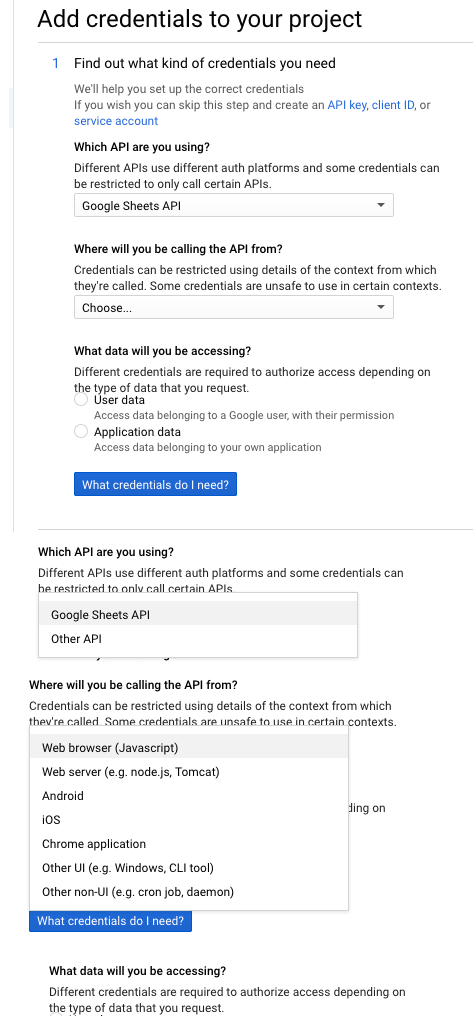 Add credentials to your project
1 Find out what kind of credentials you need
We'll help you set up the correct credentials
If you wish you can skip this step and create an API key, client ID, or
service account
Which API are you using?
Different APIs use different auth platforms and some credentials can
be restricted to only call certain APIs.
Google Sheets API
Where will you be calling the API from?
Credentials can be restricted using details of the context from which
they're called. Some credentials are unsafe to use in certain contexts.
Choose...
What data will you be accessing?
Different credentials are required to authorize access depending on
the type of data that you request.
User data
Access data belonging to a Google user, with their permission
Application data
Access data belonging to your own application
What credentials do I need?
Which API are you using?
Different APIs use different auth platforms and some credentials can
be restricted to only call certain APIs.
Google Sheets API
Other API
Where will you be calling the API from?
Credentials can be restricted using details of the context from which
they're called. Some credentials are unsafe to use in certain contexts.
Web browser (Javascript)
Web server (e.g. node.js, Tomcat)
Android
ding on
iOS
Chrome application
Other UI (e.g. Windows, CLI tool)
Other non-UI (e.g. cron job, daemon)
What credentials do I need?
What data will you be accessing?
Different credentials are required to authorize access depending on
the type of data that you request.